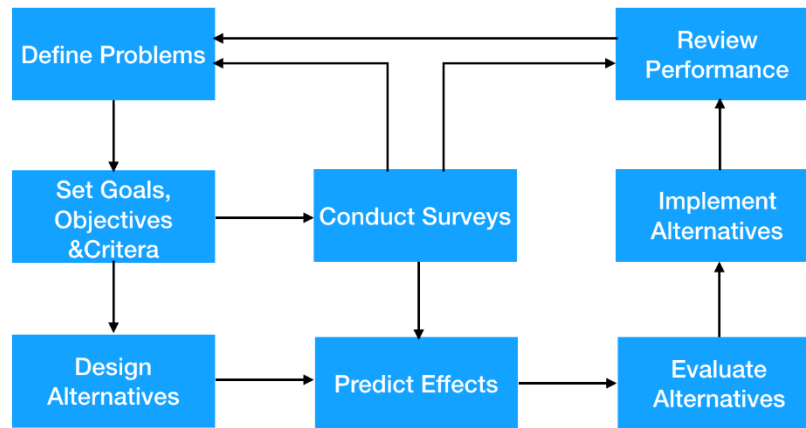 Define Problems
Review
Performance
Set Goals,
Objectives
&Critera
Conduct Surveys
Implement
Alternatives
Design
Alternatives
Predict Effects
Evaluate
Alternatives